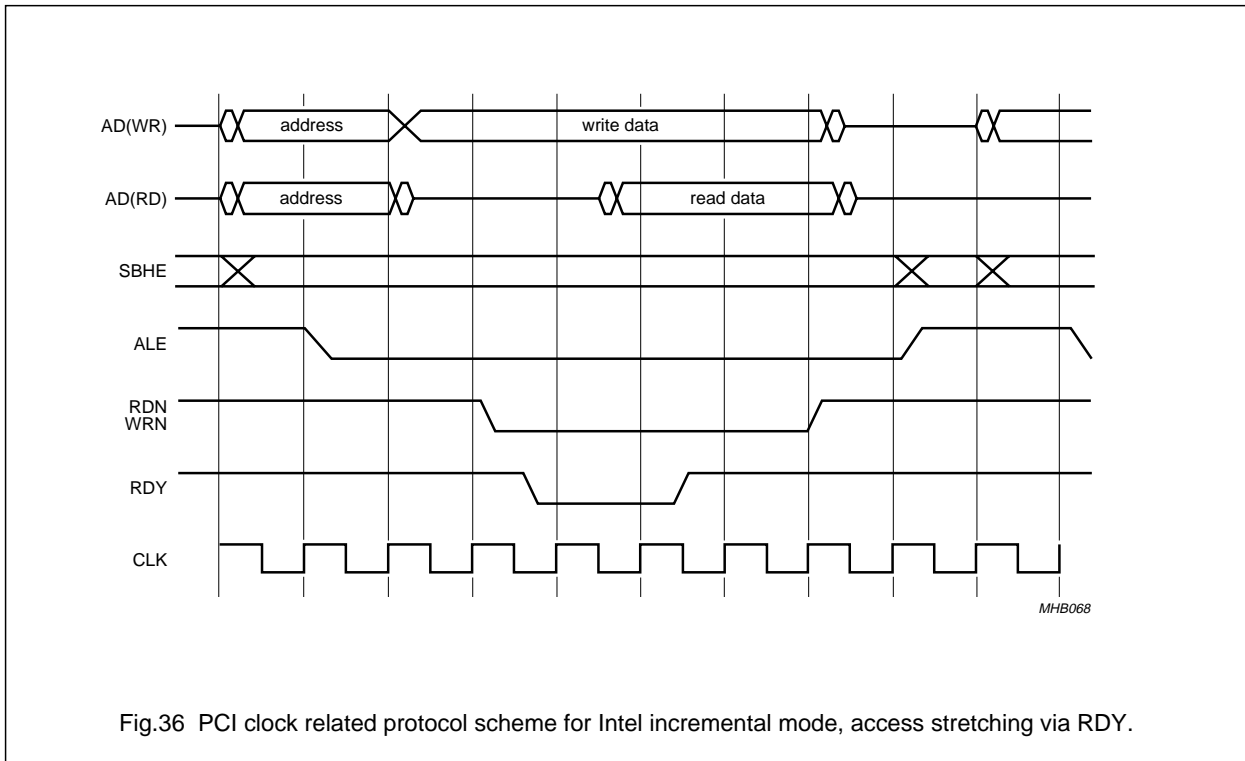 AD(WR)
address
write data
AD(RD)
address
read data
SBHE
ALE
RDN
WRN
RDY
CLK
MHB068
Fig.36 PCI clock related protocol scheme for Intel incremental mode, access stretching via RDY.